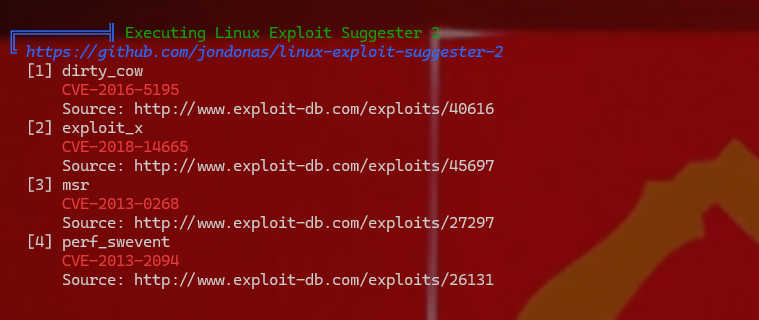 Executing Linux Exploit Suggester 2
https://github.com/jondonas/linux-exploit-suggester-2
[1] dirty_cow
CVE-2016-5195
Source: http://www.exploit-db.com/exploits/40616
[2] exploit_x
CVE-2018-14665
Source: http://www.exploit-db.com/exploits/45697
[3] msr
CVE-2013-0268
Source: http://www.exploit-db.com/exploits/27297
[4] perf_swevent
CVE-2013-2094
Source: http://www.exploit-db.com/exploits/26131